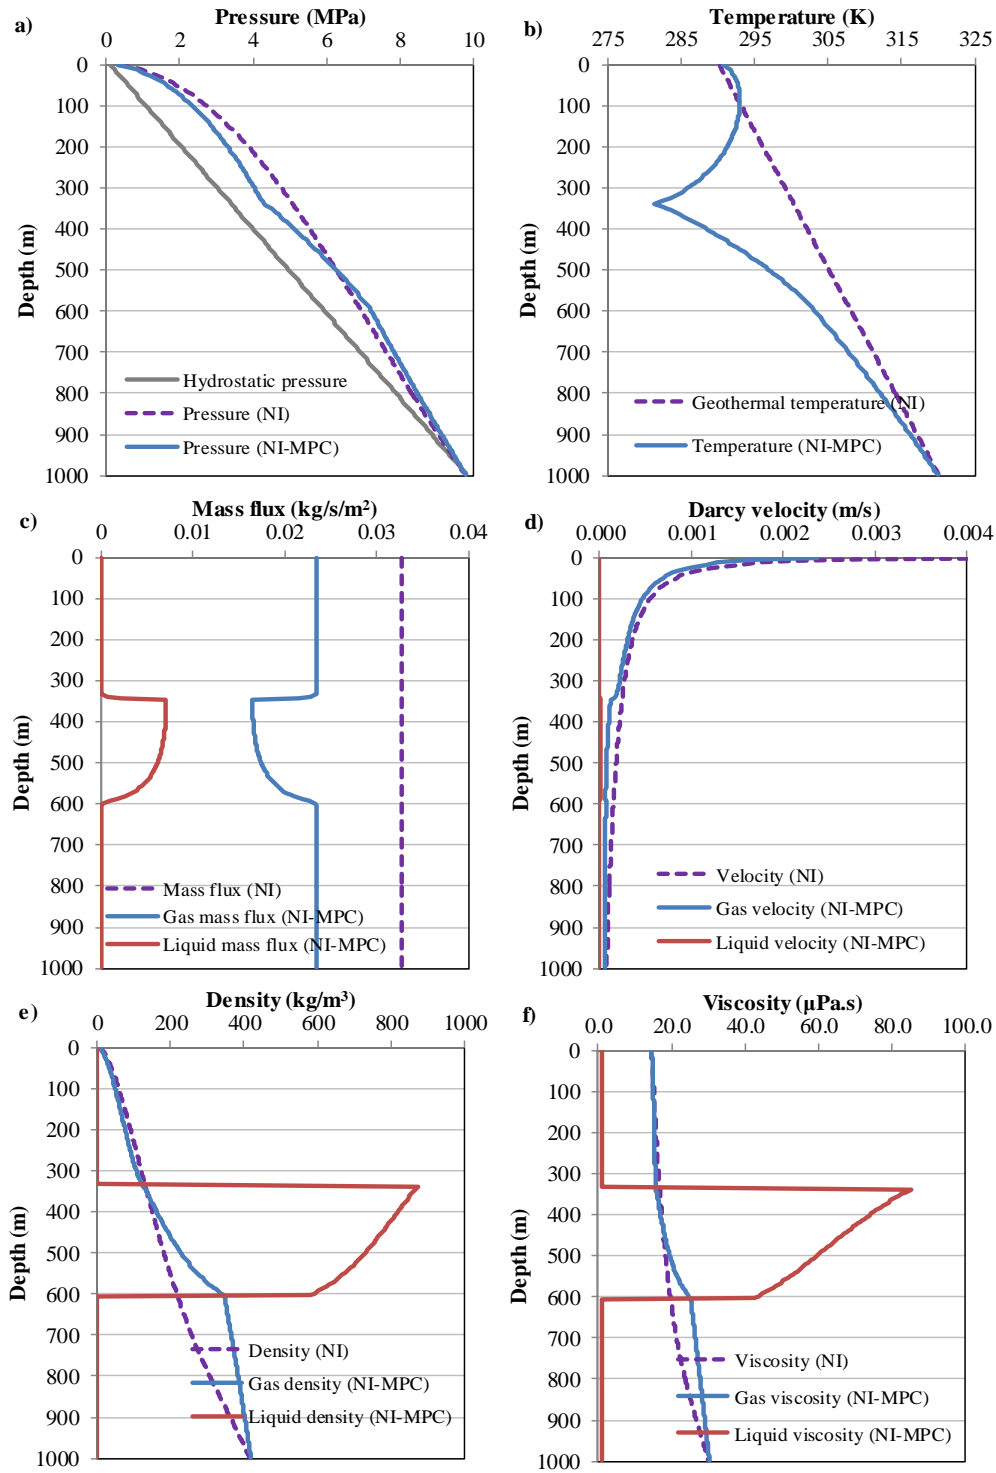 a)
Pressure (MPa)
0 2 4 6 8 10
0
100
200
300
400
500
600
700
800
900
1000
Depth (m)
Hydrostatic pressure
Pressure (NI)
Pressure (NI-MPC)
b)
Temperature (K)
275 285 295 305 315 325
0
100
200
300
400
500
600
700
800
900
1000
Depth (m)
Geothermal temperature (NI)
Temperature (NI-MPC)
c)
Mass flux (kg/s/m²)
0 0.01 0.02 0.03 0.04
0
100
200
300
400
500
600
700
800
900
1000
Depth (m)
Mass flux (NI)
Gas mass flux (NI-MPC)
Liquid mass flux (NI-MPC)
d)
Darcy velocity (m/s)
0.000 0.001 0.002 0.003 0.004
0
100
200
300
400
500
600
700
800
900
1000
Depth (m)
Velocity (NI)
Gas velocity (NI-MPC)
Liquid velocity (NI-MPC)
e)
Density (kg/m³)
0 200 400 600 800 1000
0
100
200
300
400
500
600
700
800
900
1000
Depth (m)
Density (NI)
Gas density (NI-MPC)
Liquid density (NI-MPC)
f)
Viscosity (µPa.s)
0.0 20.0 40.0 60.0 80.0 100.0
0
100
200
300
400
500
600
700
800
900
1000
Depth (m)
Viscosity (NI)
Gas viscosity (NI-MPC)
Liquid viscosity (NI-MPC)